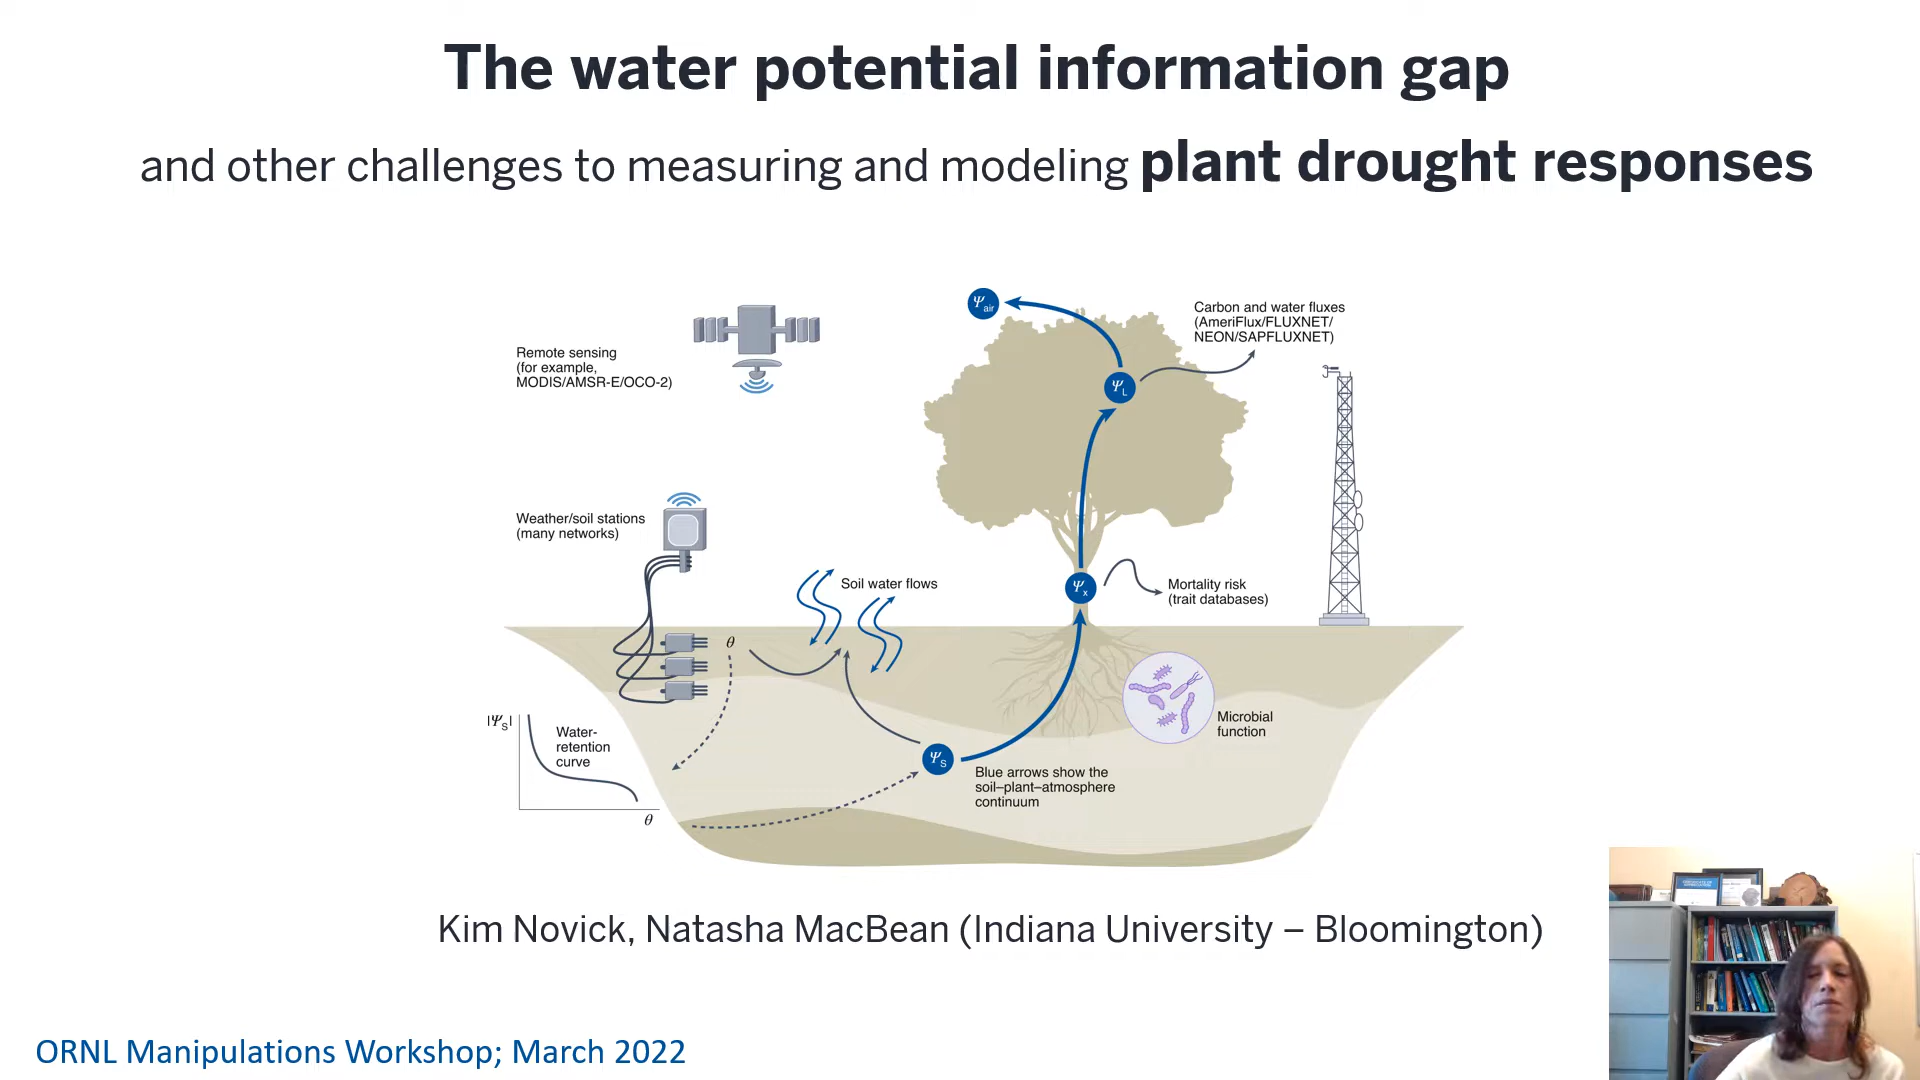 The water potential information gap
and other challenges to measuring and modeling plant drought responses
Ψair
Carbon and water fluxes
(AmeriFlux/FLUXNET/
NEON/SAPFLUXNET)
Remote sensing
(for example,
MODIS/AMSR-E/OCO-2)
ΨL
Weather/soil stations
(many networks)
Soil water flows
Ψx
Mortality risk
(trait databases)
θ
|ΨS|
Water-
retention
curve
θ
ΨS
Microbial
function
Blue arrows show the
soil–plant–atmosphere
continuum
Kim Novick, Natasha MacBean (Indiana University – Bloomington)
ORNL Manipulations Workshop; March 2022